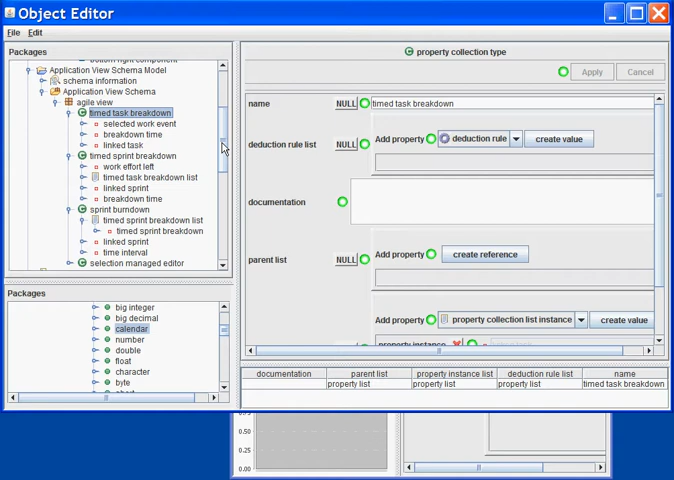 Object Editor
File Edit
Packages
Application View Schema Model
schema information
Application View Schema
agile view
timed task breakdown
selected work event
breakdown time
linked task
timed sprint breakdown
work effort left
timed task breakdown list
linked sprint
breakdown time
sprint burndown
timed sprint breakdown list
timed sprint breakdown
linked sprint
time interval
selection managed editor
Packages
big integer
big decimal
calendar
number
double
float
character
byte
property collection type
Apply Cancel
name NULL timed task breakdown
deduction rule list NULL Add property deduction rule create value
documentation
parent list NULL Add property create reference
Add property property collection list instance create value
property instance
documentation parent list property instance list deduction rule list name
property list property list property list timed task breakdown
0.25
0.00